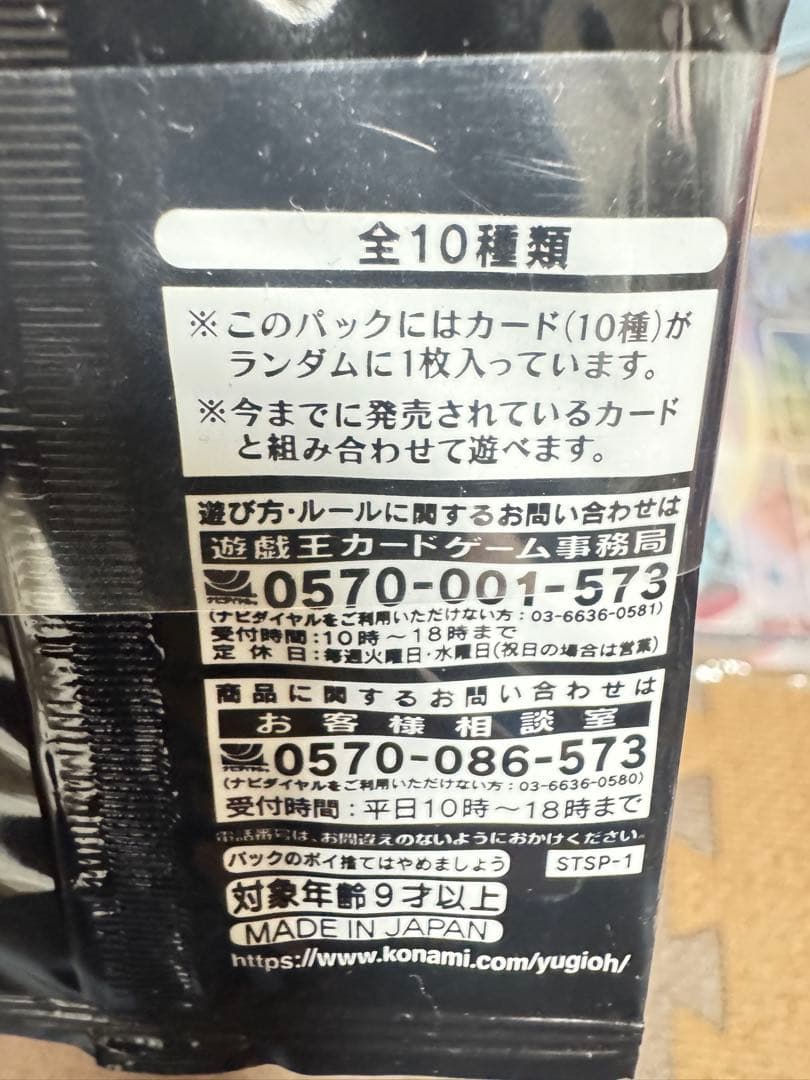 全10種類
※このパックにはカード(10種)が
ランダムに1枚入っています。
※今までに発売されているカード
と組み合わせて遊べます。
遊び方・ルールに関するお問い合わせは
遊戯王カードゲーム事務局
ナビダイヤル 0570-001-573
(ナビダイヤルをご利用いただけない方：03-6636-0581)
受付時間：10時～18時まで
定休日：毎週火曜日・水曜日(祝日の場合は営業)
商品に関するお問い合わせは
お客様相談室
ナビダイヤル 0570-086-573
(ナビダイヤルをご利用いただけない方：03-6636-0580)
受付時間：平日10時～18時まで
電話番号は、お間違えのないようにおかけください。
パックのポイ捨てはやめましょう STSP-1
対象年齢9才以上
MADE IN JAPAN
https://www.konami.com/yugioh/